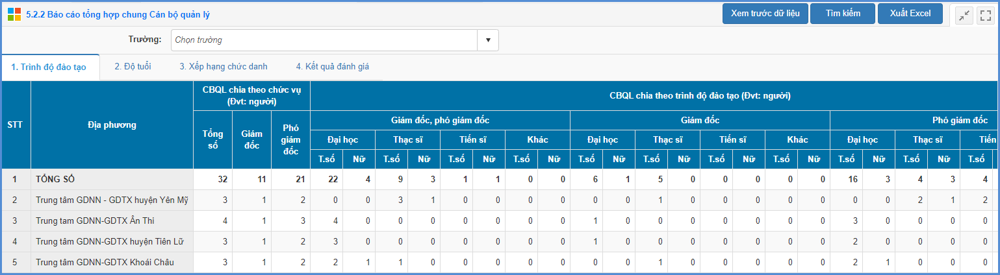 5.2.2 Báo cáo tổng hợp chung Cán bộ quản lý
Xem trước dữ liệu Tìm kiếm Xuất Excel
Trường: Chọn trường
1. Trình độ đào tạo 2. Độ tuổi 3. Xếp hạng chức danh 4. Kết quả đánh giá
STT Địa phương CBQL chia theo chức vụ (Đvt: người) CBQL chia theo trình độ đào tạo (Đvt: người)
Tổng số Giám đốc Phó giám đốc Giám đốc, phó giám đốc Giám đốc Phó giám đốc
Đại học Thạc sĩ Tiến sĩ Khác Đại học Thạc sĩ Tiến sĩ Khác Đại học Thạc sĩ Tiến
T.số Nữ T.số Nữ T.số Nữ T.số Nữ T.số Nữ T.số Nữ T.số Nữ T.số Nữ T.số Nữ T.số Nữ T.số
1 TỔNG SỐ 32 11 21 22 4 9 3 1 1 0 0 6 1 5 0 0 0 0 0 16 3 4 3 4
2 Trung tâm GDNN - GDTX huyện Yên Mỹ 3 1 2 0 0 3 1 0 0 0 0 0 0 1 0 0 0 0 0 0 0 2 1 2
3 Trung tam GDNN-GDTX Ân Thi 4 1 3 4 0 0 0 0 0 0 0 1 0 0 0 0 0 0 0 3 0 0 0 0
4 Trung tâm GDNN-GDTX huyện Tiên Lữ 3 1 2 3 0 0 0 0 0 0 0 1 0 0 0 0 0 0 0 2 0 0 0 0
5 Trung tâm GDNN-GDTX Khoái Châu 3 1 2 2 1 1 0 0 0 0 0 0 0 1 0 0 0 0 0 2 1 0 0 0